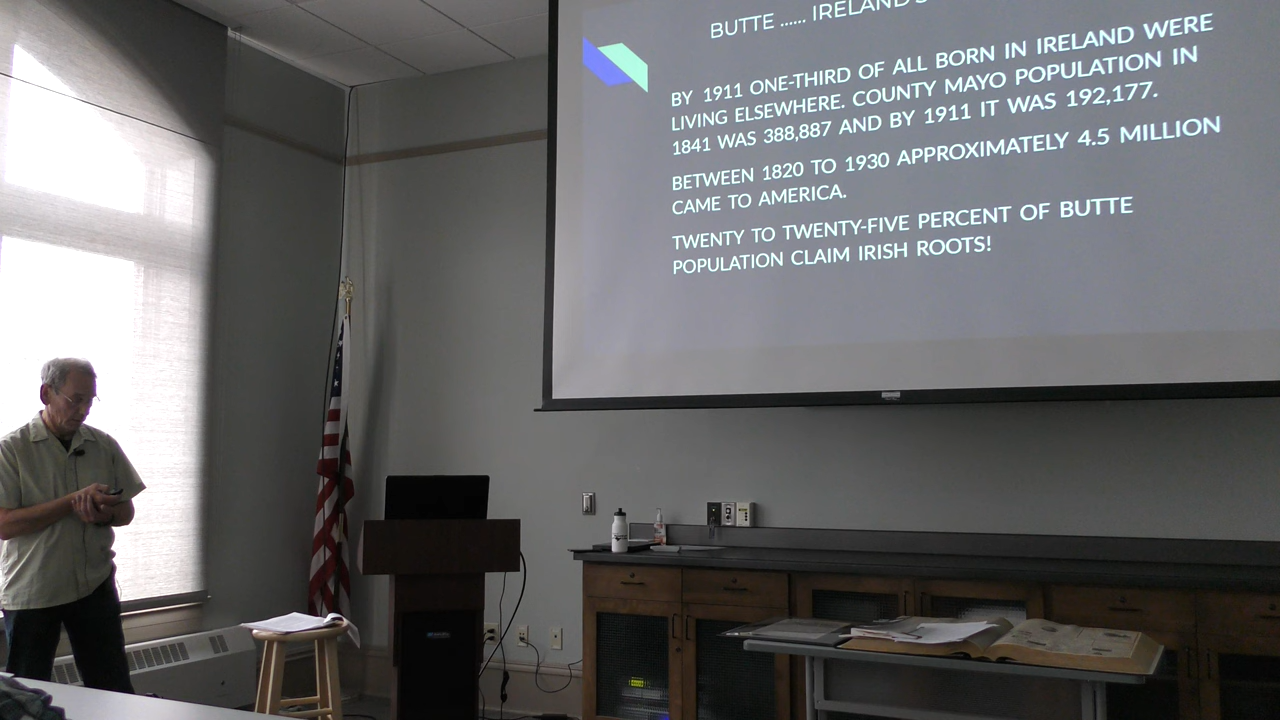 BUTTE ...... IRELAND'S
BY 1911 ONE-THIRD OF ALL BORN IN IRELAND WERE
LIVING ELSEWHERE. COUNTY MAYO POPULATION IN
1841 WAS 388,887 AND BY 1911 IT WAS 192,177.
BETWEEN 1820 TO 1930 APPROXIMATELY 4.5 MILLION
CAME TO AMERICA.
TWENTY TO TWENTY-FIVE PERCENT OF BUTTE
POPULATION CLAIM IRISH ROOTS!